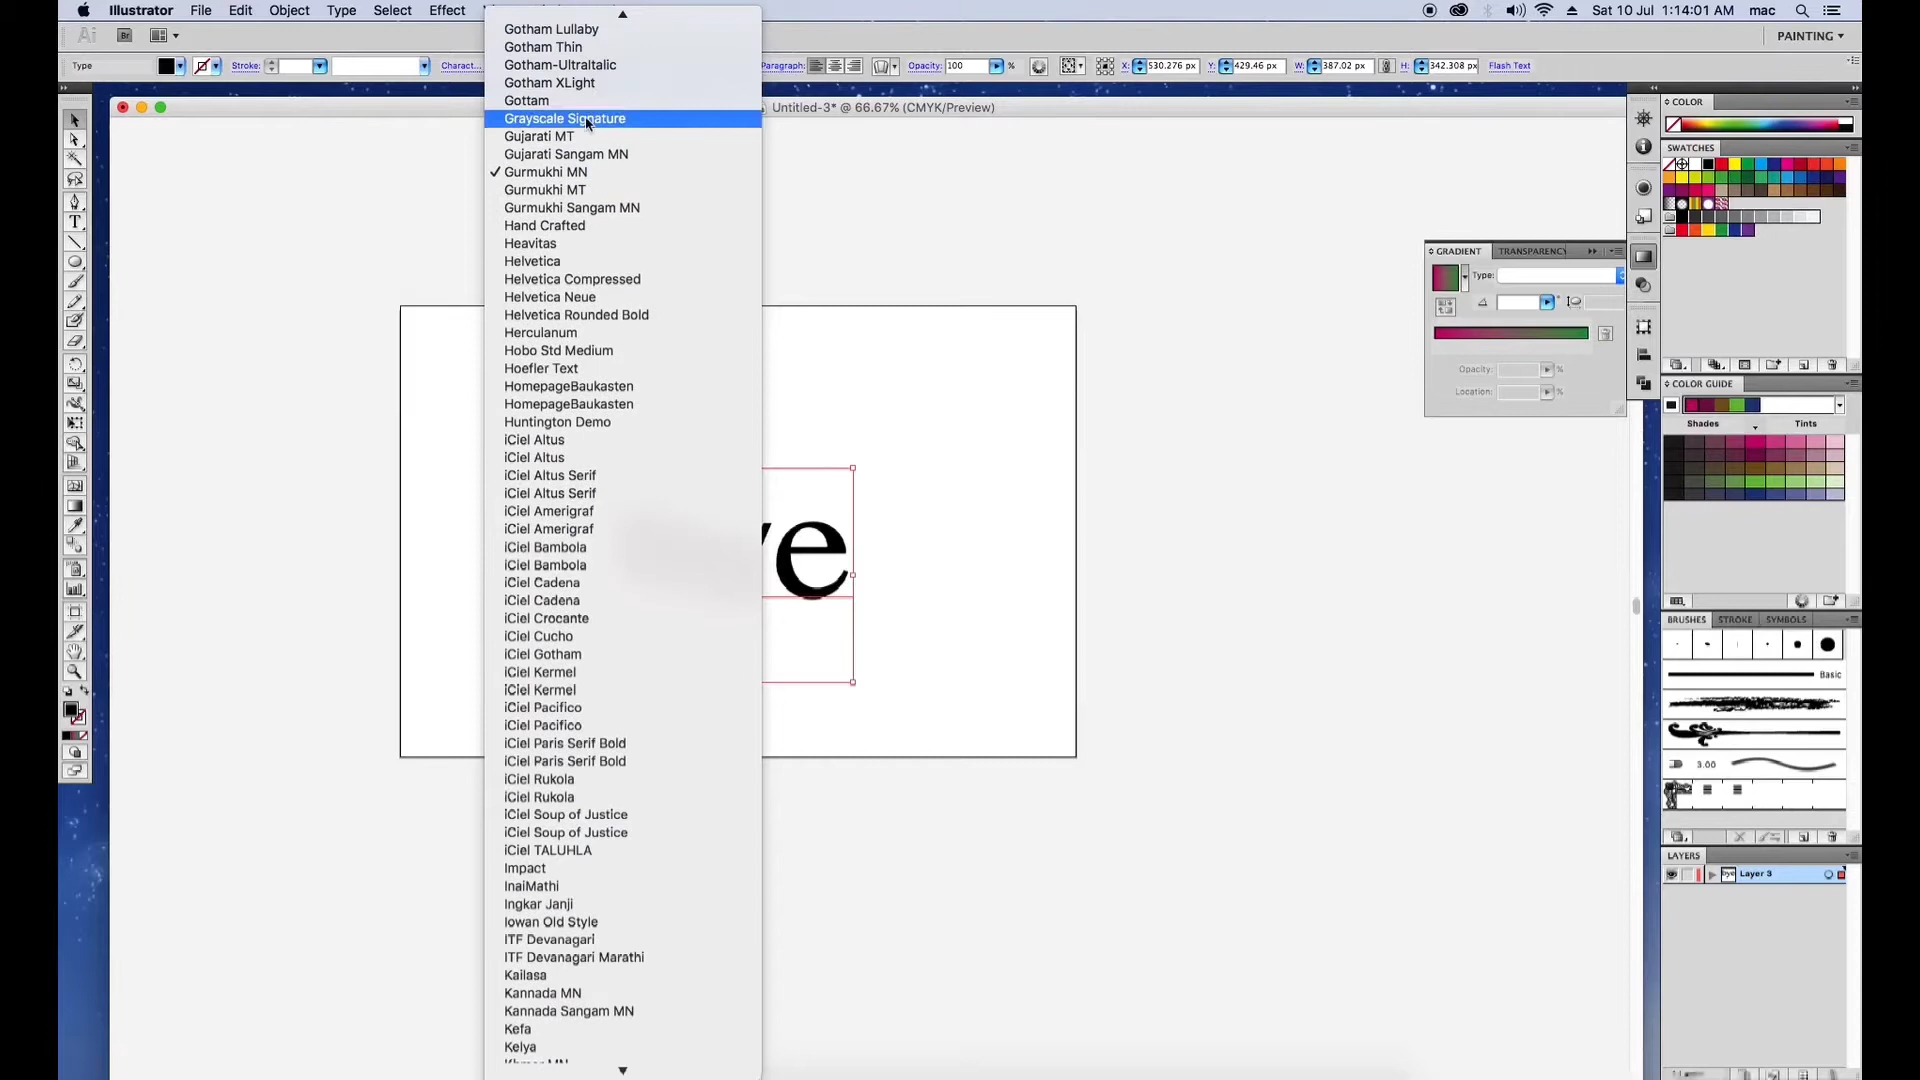 Illustrator File Edit Object Type Select Effect
Sat 10 Jul 1:14:01 AM mac
Ai Br
PAINTING
Type Stroke: Charact... Paragraph: Opacity: 100 % X: 530.276 px Y: 429.46 px W: 387.02 px H: 342.308 px Flash Text
Untitled-3* @ 66.67% (CMYK/Preview)
Gotham Lullaby
Gotham Thin
Gotham-UltraItalic
Gotham XLight
Gottam
Grayscale Signature
Gujarati MT
Gujarati Sangam MN
Gurmukhi MN
Gurmukhi MT
Gurmukhi Sangam MN
Hand Crafted
Heavitas
Helvetica
Helvetica Compressed
Helvetica Neue
Helvetica Rounded Bold
Herculanum
Hobo Std Medium
Hoefler Text
HomepageBaukasten
HomepageBaukasten
Huntington Demo
iCiel Altus
iCiel Altus
iCiel Altus Serif
iCiel Altus Serif
iCiel Amerigraf
iCiel Amerigraf
iCiel Bambola
iCiel Bambola
iCiel Cadena
iCiel Cadena
iCiel Crocante
iCiel Cucho
iCiel Gotham
iCiel Kermel
iCiel Kermel
iCiel Pacifico
iCiel Pacifico
iCiel Paris Serif Bold
iCiel Paris Serif Bold
iCiel Rukola
iCiel Rukola
iCiel Soup of Justice
iCiel Soup of Justice
iCiel TALUHLA
Impact
InaiMathi
Ingkar Janji
Iowan Old Style
ITF Devanagari
ITF Devanagari Marathi
Kailasa
Kannada MN
Kannada Sangam MN
Kefa
Kelya
Khmer MN
ye
GRADIENT TRANSPARENCY
Type:
Opacity: %
Location: %
COLOR
SWATCHES
COLOR GUIDE
Shades Tints
BRUSHES STROKE SYMBOLS
Basic
3.00
LAYERS
bye Layer 3